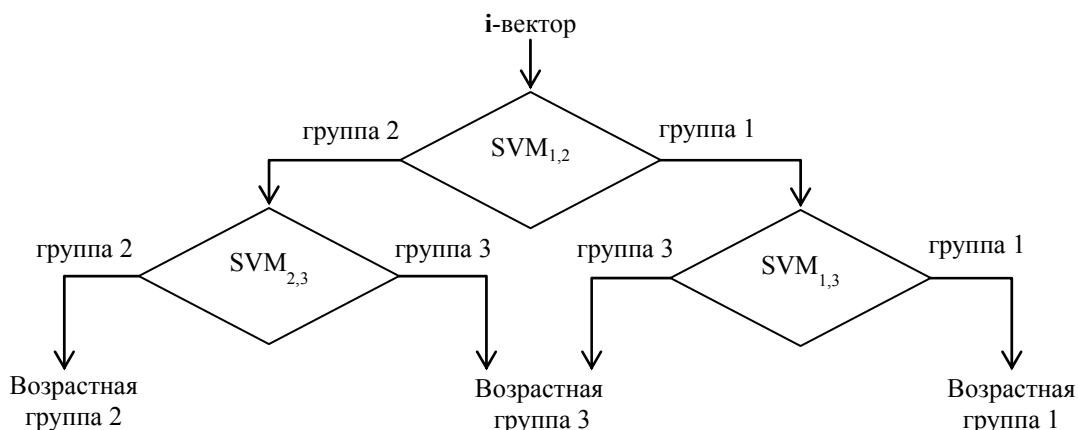 i-вектор
группа 2
группа 1
SVM1,2
группа 2
группа 3
группа 3
группа 1
SVM2,3
SVM1,3
Возрастная
группа 2
Возрастная
группа 3
Возрастная
группа 1